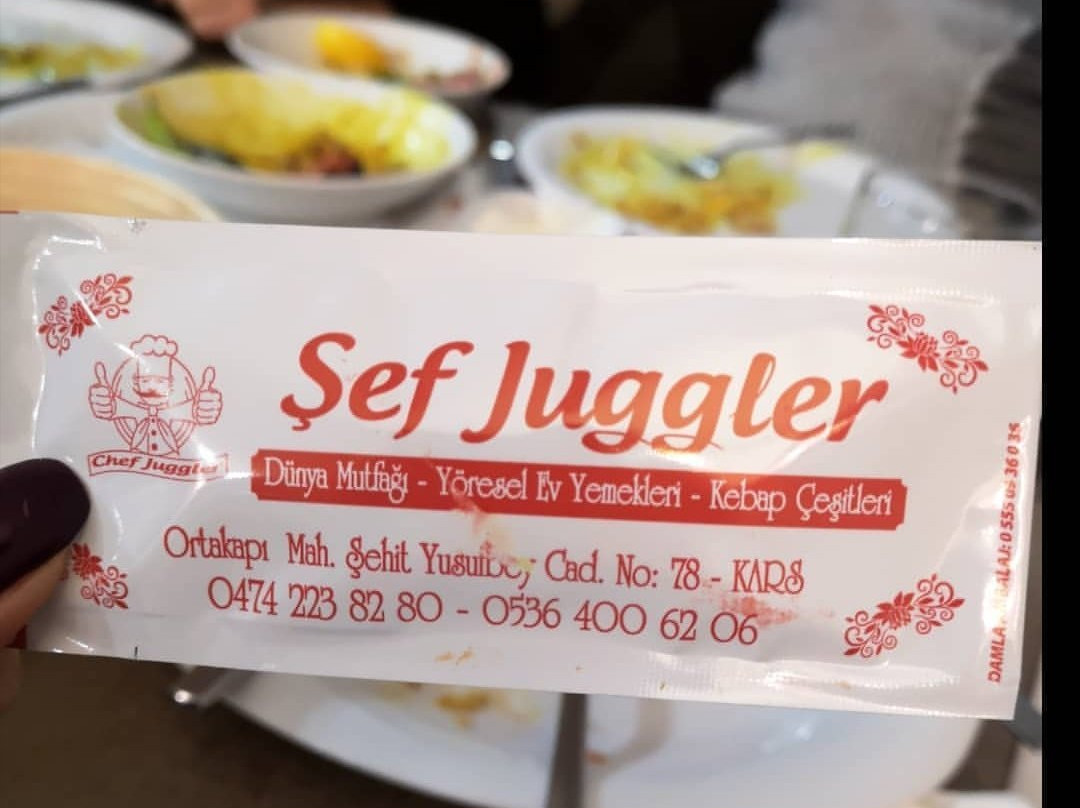 Şef Juggler
Chef Juggler
Dünya Mutfağı - Yöresel Ev Yemekleri - Kebap Çeşitleri
Ortakapı Mah. Şehit Yusufbey Cad. No: 78 - KARS
0474 223 82 80 - 0536 400 62 06